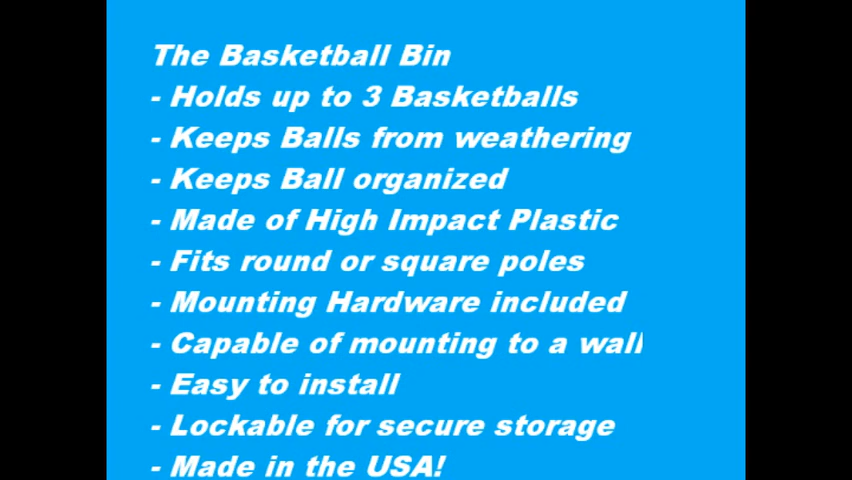 The Basketball Bin
- Holds up to 3 Basketballs
- Keeps Balls from weathering
- Keeps Ball organized
- Made of High Impact Plastic
- Fits round or square poles
- Mounting Hardware included
- Capable of mounting to a wall
- Easy to install
- Lockable for secure storage
- Made in the USA!